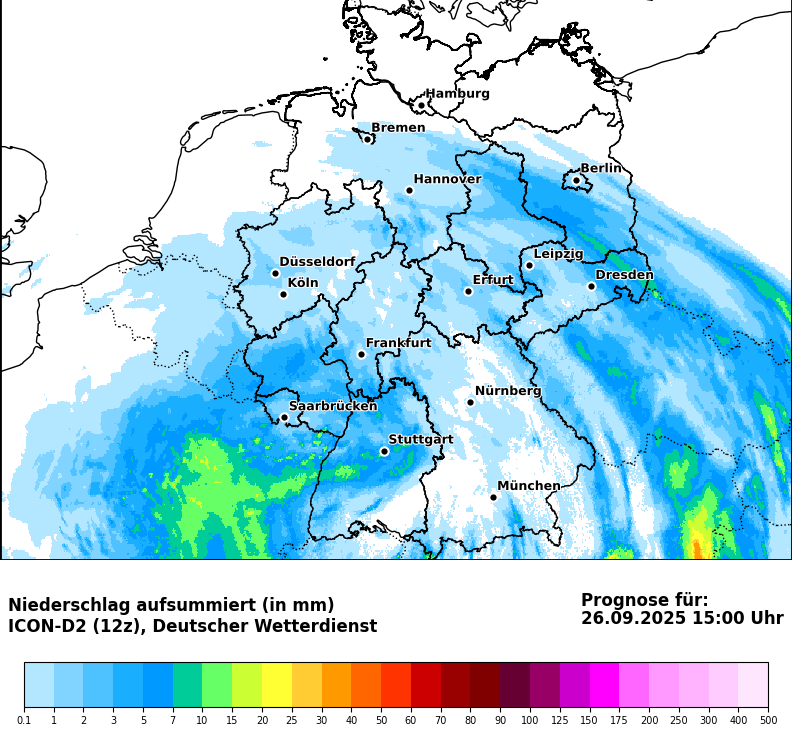 Hamburg
Bremen
Berlin
Hannover
Leipzig
Düsseldorf
Dresden
Köln
Erfurt
Frankfurt
Nürnberg
Saarbrücken
Stuttgart
München
Niederschlag aufsummiert (in mm)
ICON-D2 (12z), Deutscher Wetterdienst
Prognose für:
26.09.2025 15:00 Uhr
0.1 1 2 3 5 7 10 15 20 25 30 40 50 60 70 80 90 100 125 150 175 200 250 300 400 500